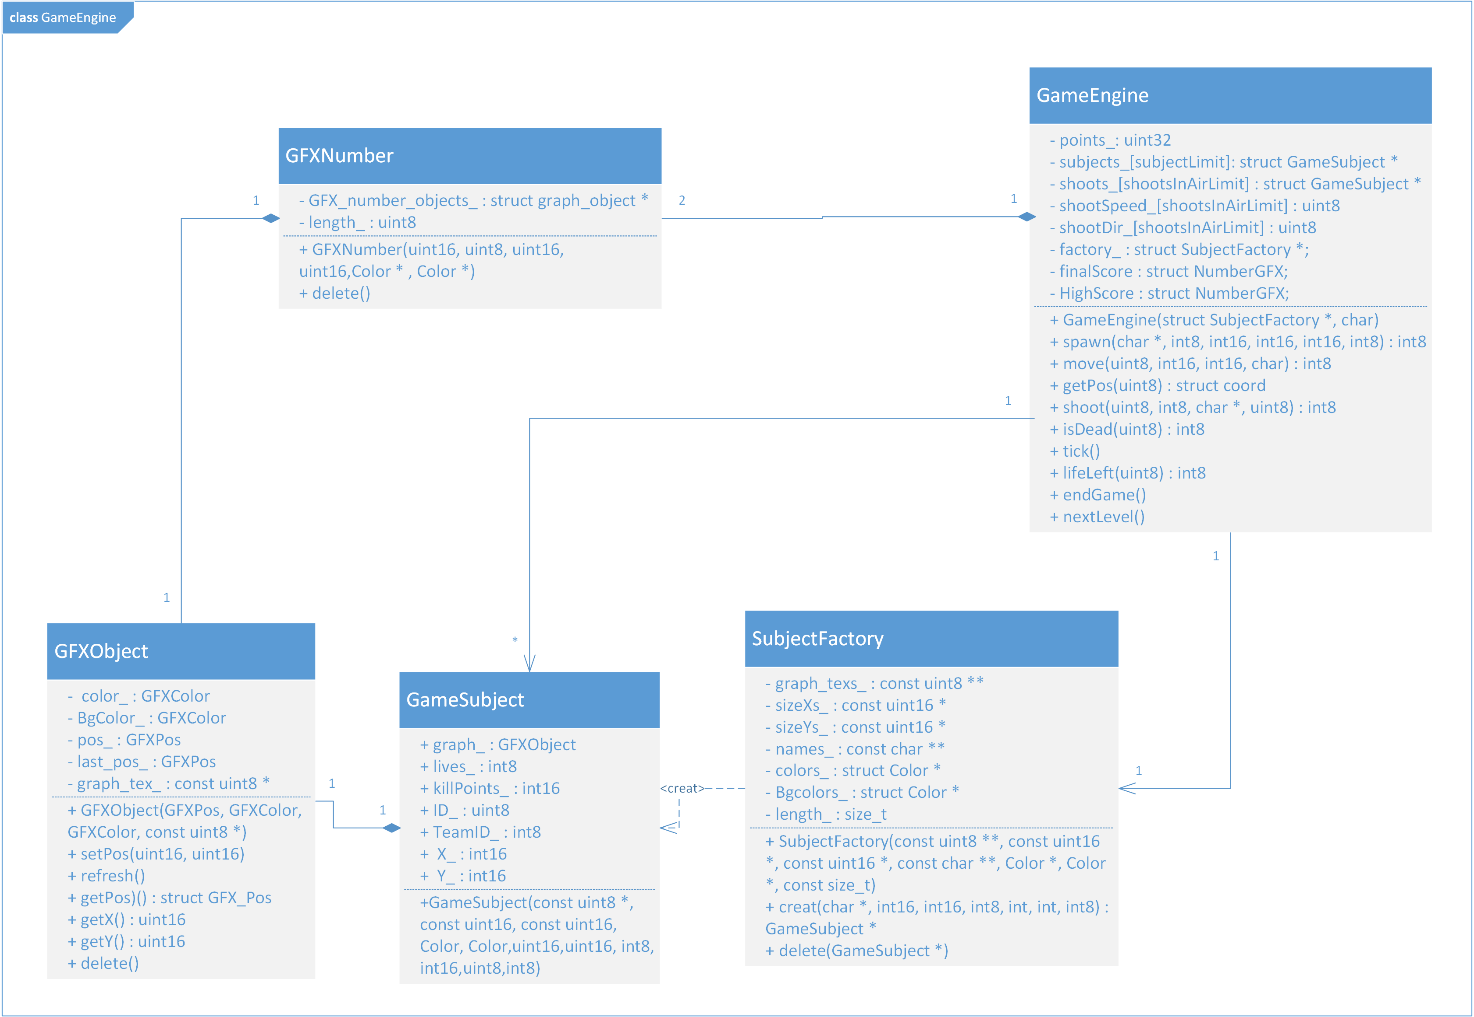 class GameEngine
GameEngine
- points_: uint32
- subjects_[subjectLimit]: struct GameSubject *
- shoots_[shootsInAirLimit] : struct GameSubject *
- shootSpeed_[shootsInAirLimit] : uint8
- shootDir_[shootsInAirLimit] : uint8
- factory_ : struct SubjectFactory *;
- finalScore : struct NumberGFX;
- HighScore : struct NumberGFX;
+ GameEngine(struct SubjectFactory *, char)
+ spawn(char *, int8, int16, int16, int16, int8) : int8
+ move(uint8, int16, int16, char) : int8
+ getPos(uint8) : struct coord
+ shoot(uint8, int8, char *, uint8) : int8
+ isDead(uint8) : int8
+ tick()
+ lifeLeft(uint8) : int8
+ endGame()
+ nextLevel()
GFXNumber
- GFX_number_objects_ : struct graph_object *
- length_ : uint8
+ GFXNumber(uint16, uint8, uint16,
uint16,Color * , Color *)
+ delete()
1
2
1
1
1
1
*
1
GFXObject
- color_ : GFXColor
- BgColor_ : GFXColor
- pos_ : GFXPos
- last_pos_ : GFXPos
- graph_tex_ : const uint8 *
+ GFXObject(GFXPos, GFXColor,
GFXColor, const uint8 *)
+ setPos(uint16, uint16)
+ refresh()
+ getPos)() : struct GFX_Pos
+ getX() : uint16
+ getY() : uint16
+ delete()
1
1
GameSubject
+ graph_ : GFXObject
+ lives_ : int8
+ killPoints_ : int16
+ ID_ : uint8
+ TeamID_ : int8
+ X_ : int16
+ Y_ : int16
+GameSubject(const uint8 *,
const uint16, const uint16,
Color, Color,uint16,uint16, int8,
int16,uint8,int8)
<creat>
SubjectFactory
- graph_texs_ : const uint8 **
- sizeXs_ : const uint16 *
- sizeYs_ : const uint16 *
- names_ : const char **
- colors_ : struct Color *
- Bgcolors_ : struct Color *
- length_ : size_t
+ SubjectFactory(const uint8 **, const uint16
*, const uint16 *, const char **, Color *, Color
*, const size_t)
+ creat(char *, int16, int16, int8, int, int, int8) :
GameSubject *
+ delete(GameSubject *)
1